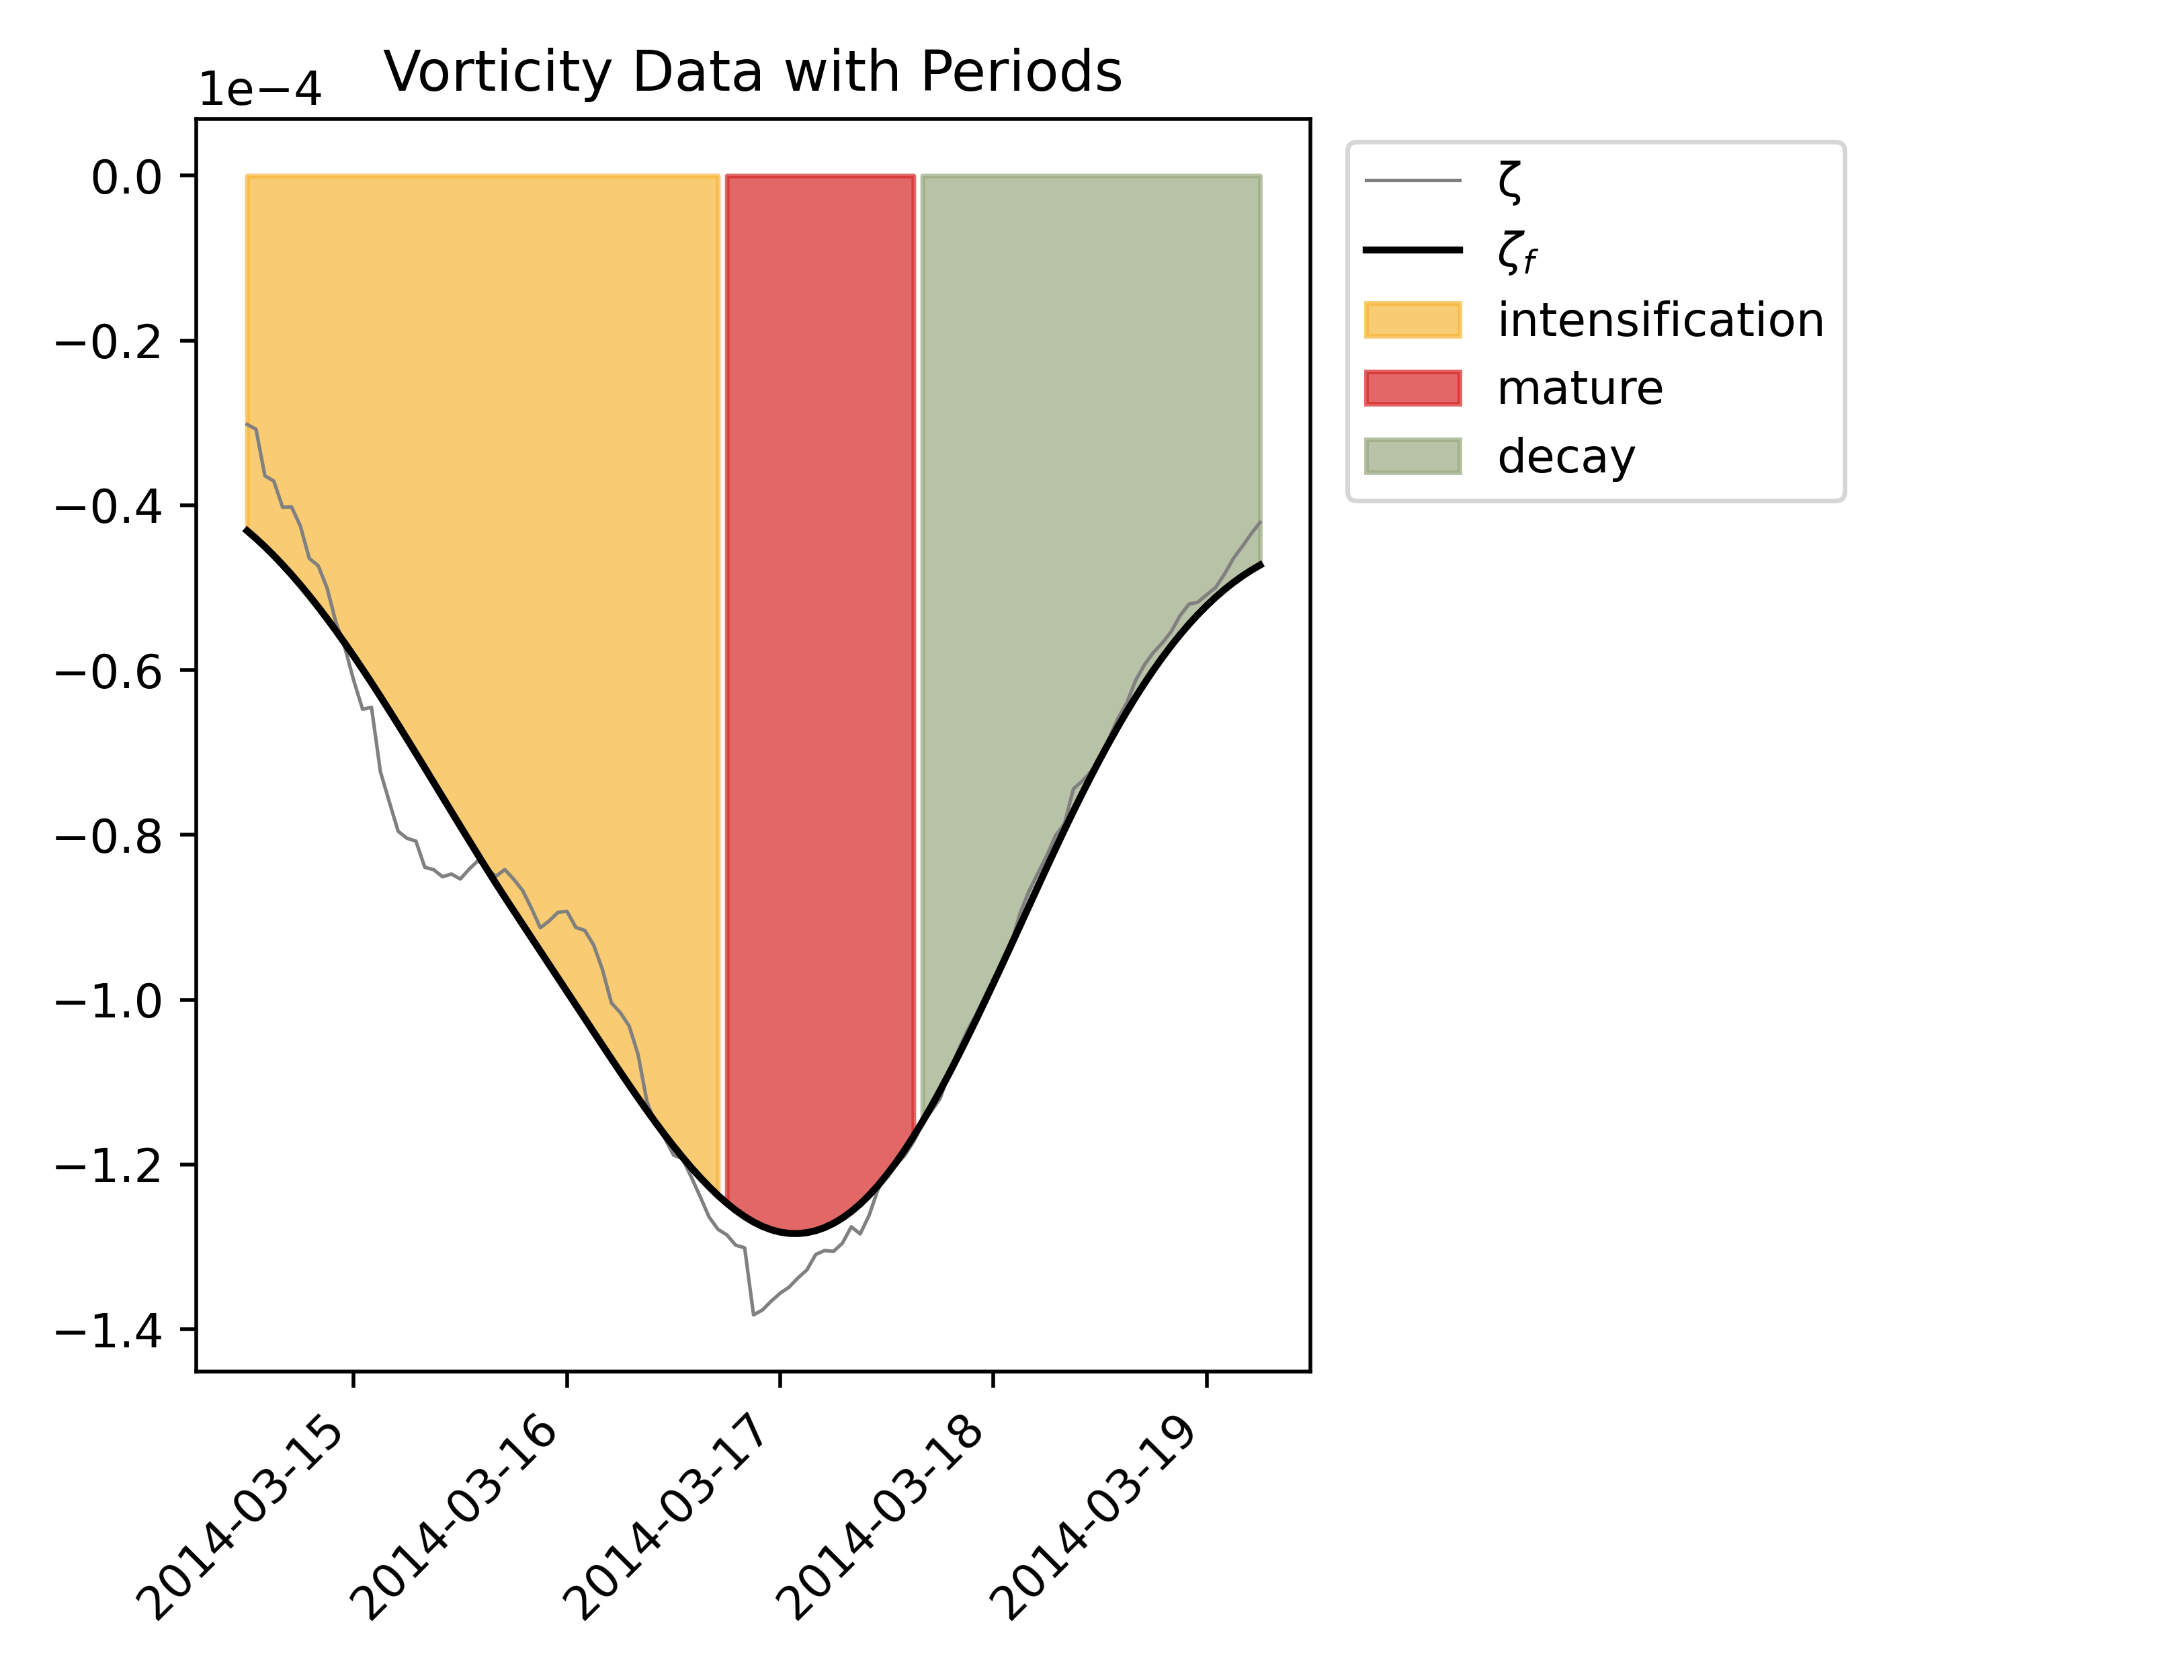 Vorticity Data with Periods
1e−4
0.0
−0.2
−0.4
−0.6
−0.8
−1.0
−1.2
−1.4
2014-03-15
2014-03-16
2014-03-17
2014-03-18
2014-03-19
ζ
ζf
intensification
mature
decay